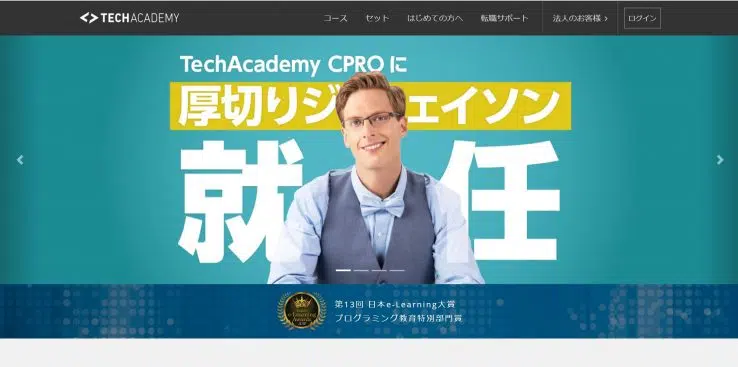 TECHACADEMY
コース セット はじめての方へ 転職サポート 法人のお客様 ログイン
TechAcademy CPROに
厚切りジェイソン
就任
第13回 日本e-Learning大賞
プログラミング教育特別部門賞
e-Learning
Awards